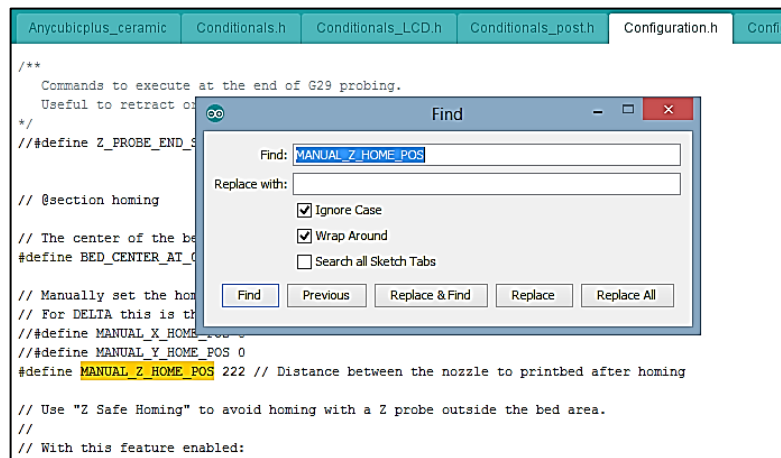 Anycubicplus_ceramic Conditionals.h Conditionals_LCD.h Conditionals_post.h Configuration.h Confi
/**
Commands to execute at the end of G29 probing.
Useful to retract or
*/
//#define Z_PROBE_END_S
// @section homing
// The center of the be
#define BED_CENTER_AT_0
// Manually set the hom
// For DELTA this is th
//#define MANUAL_X_HOME_POS 0
//#define MANUAL_Y_HOME_POS 0
#define MANUAL_Z_HOME_POS 222 // Distance between the nozzle to printbed after homing
// Use "Z Safe Homing" to avoid homing with a Z probe outside the bed area.
//
// With this feature enabled:
Find
Find: MANUAL_Z_HOME_POS
Replace with:
Ignore Case
Wrap Around
Search all Sketch Tabs
Find Previous Replace & Find Replace Replace All